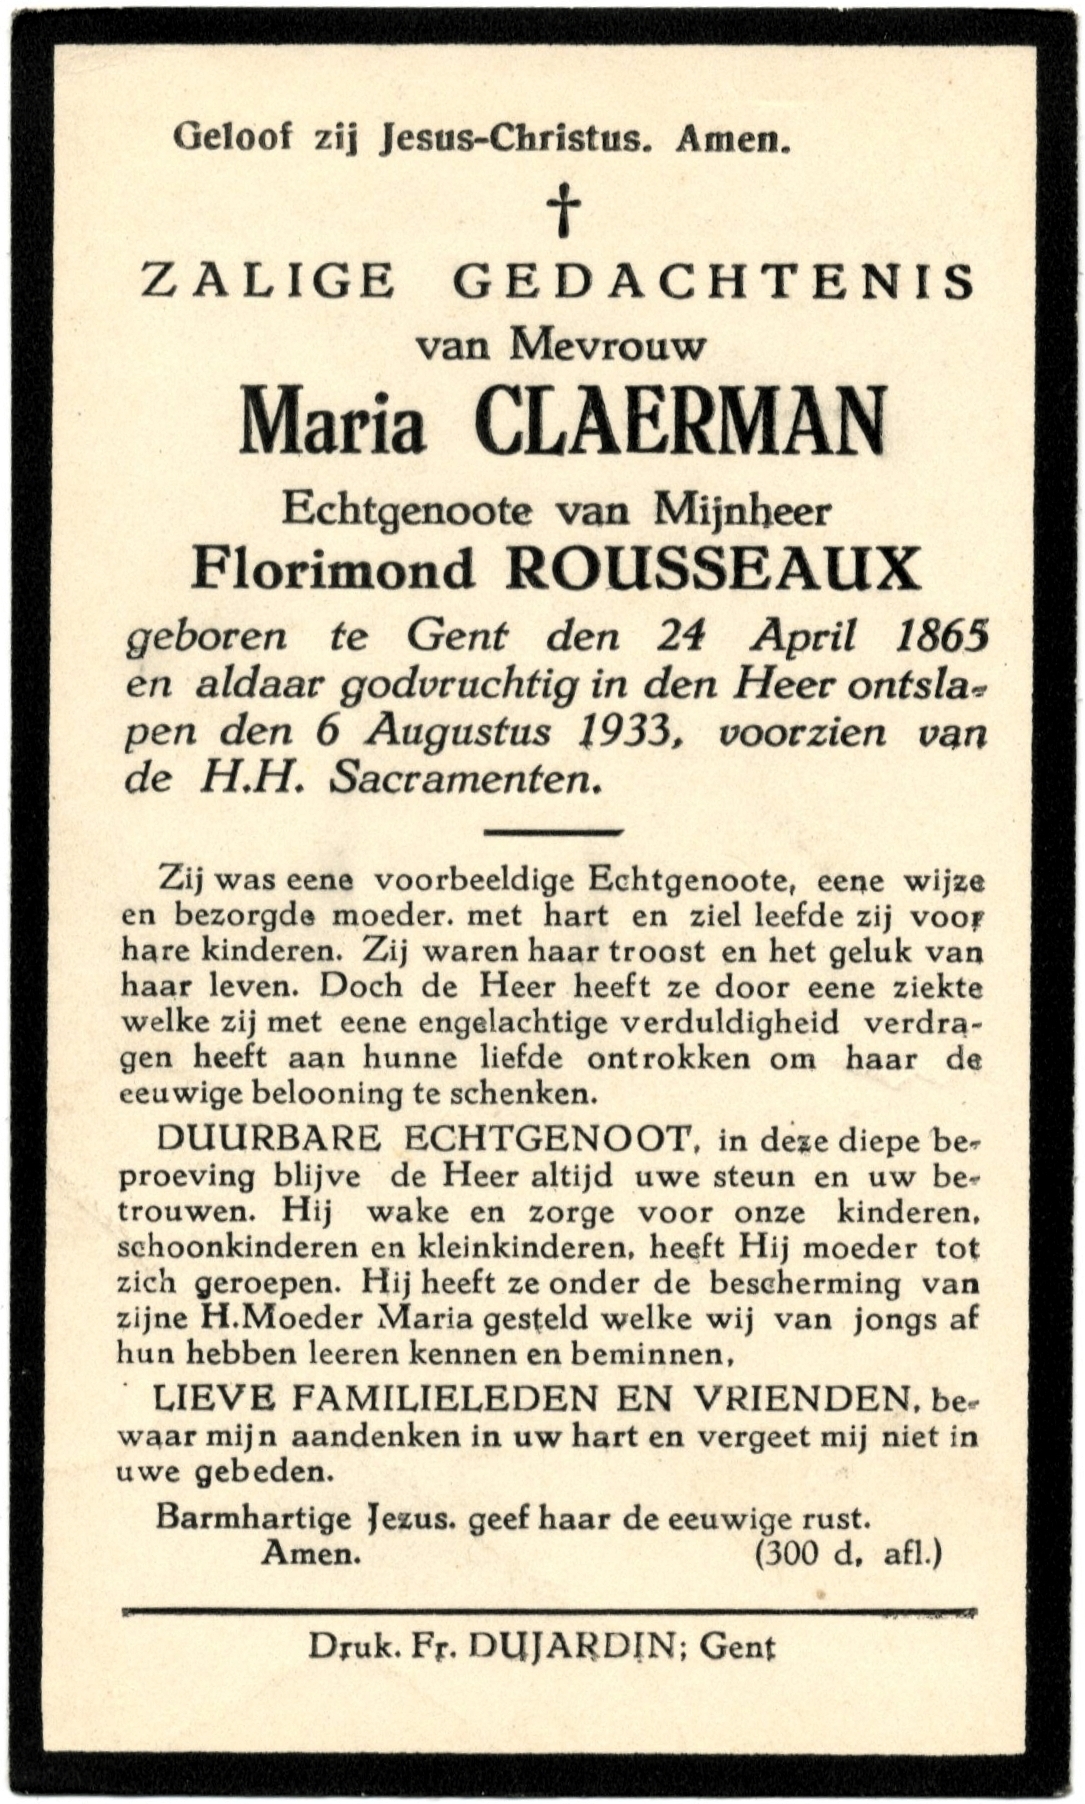 Geloof zij Jesus-Christus. Amen.
ZALIGE GEDACHTENIS
van Mevrouw
Maria CLAERMAN
Echtgenoote van Mijnheer
Florimond ROUSSEAUX
geboren te Gent den 24 April 1865
en aldaar godvruchtig in den Heer ontsla-
pen den 6 Augustus 1933, voorzien van
de H.H. Sacramenten.
Zij was eene voorbeeldige Echtgenoote, eene wijze
en bezorgde moeder. met hart en ziel leefde zij voor
hare kinderen. Zij waren haar troost en het geluk van
haar leven. Doch de Heer heeft ze door eene ziekte
welke zij met eene engelachtige verduldigheid verdra-
gen heeft aan hunne liefde ontrokken om haar de
eeuwige belooning te schenken.
DUURBARE ECHTGENOOT, in deze diepe be-
proeving blijve de Heer altijd uwe steun en uw be-
trouwen. Hij wake en zorge voor onze kinderen,
schoonkinderen en kleinkinderen, heeft Hij moeder tot
zich geroepen. Hij heeft ze onder de bescherming van
zijne H.Moeder Maria gesteld welke wij van jongs af
hun hebben leeren kennen en beminnen,
LIEVE FAMILIELEDEN EN VRIENDEN, be-
waar mijn aandenken in uw hart en vergeet mij niet in
uwe gebeden.
Barmhartige Jezus. geef haar de eeuwige rust.
Amen. (300 d, afl.)
Druk. Fr. DUJARDIN; Gent